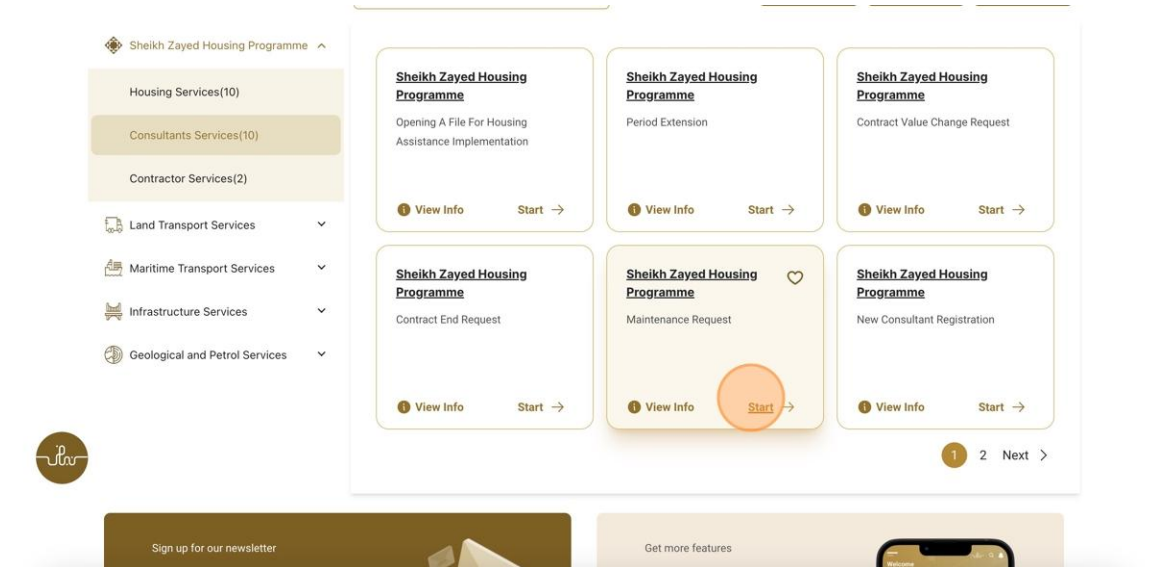 Sheikh Zayed Housing Programme
Housing Services(10)
Consultants Services(10)
Contractor Services(2)
Land Transport Services
Maritime Transport Services
Infrastructure Services
Geological and Petrol Services
Sheikh Zayed Housing
Programme
Opening A File For Housing
Assistance Implementation
View Info
Start
Sheikh Zayed Housing
Programme
Period Extension
View Info
Start
Sheikh Zayed Housing
Programme
Contract Value Change Request
View Info
Start
Sheikh Zayed Housing
Programme
Contract End Request
View Info
Start
Sheikh Zayed Housing
Programme
Maintenance Request
View Info
Start
Sheikh Zayed Housing
Programme
New Consultant Registration
View Info
Start
1 2 Next
Sign up for our newsletter
Get more features
Welcome